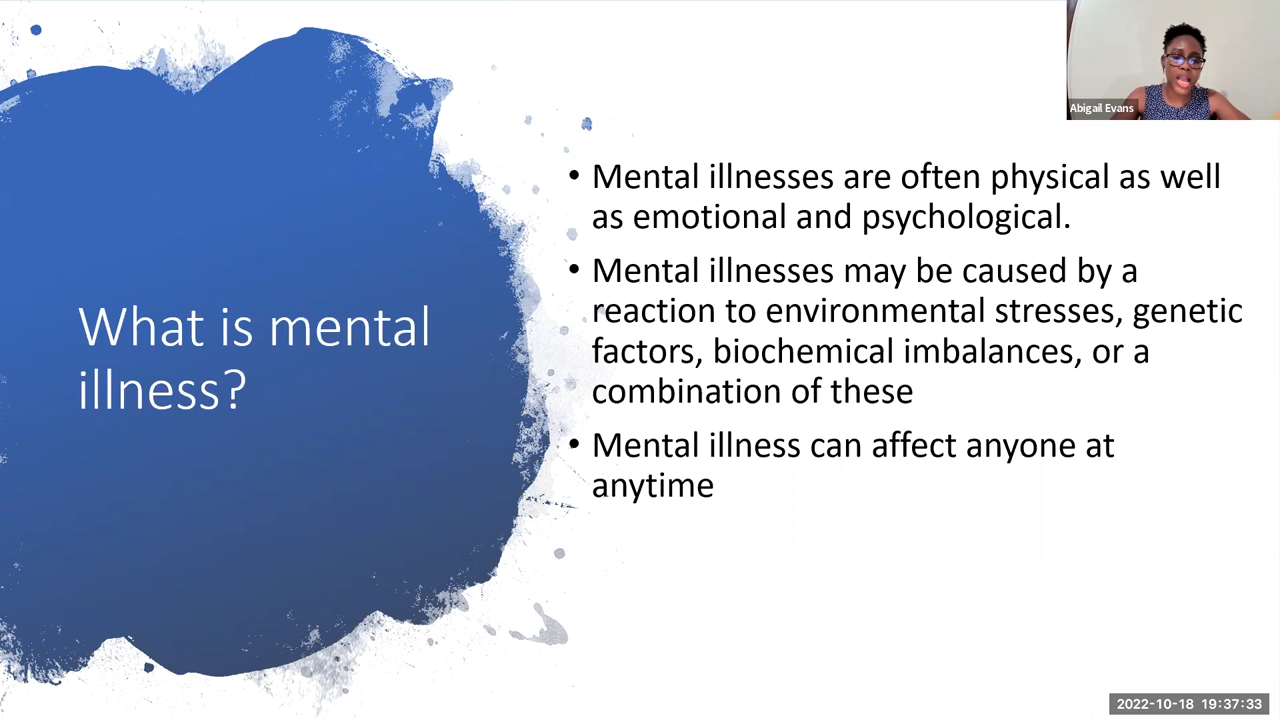 Abigail Evans
What is mental
illness?
• Mental illnesses are often physical as well
as emotional and psychological.
• Mental illnesses may be caused by a
reaction to environmental stresses, genetic
factors, biochemical imbalances, or a
combination of these
• Mental illness can affect anyone at
anytime
2022-10-18 19:37:33